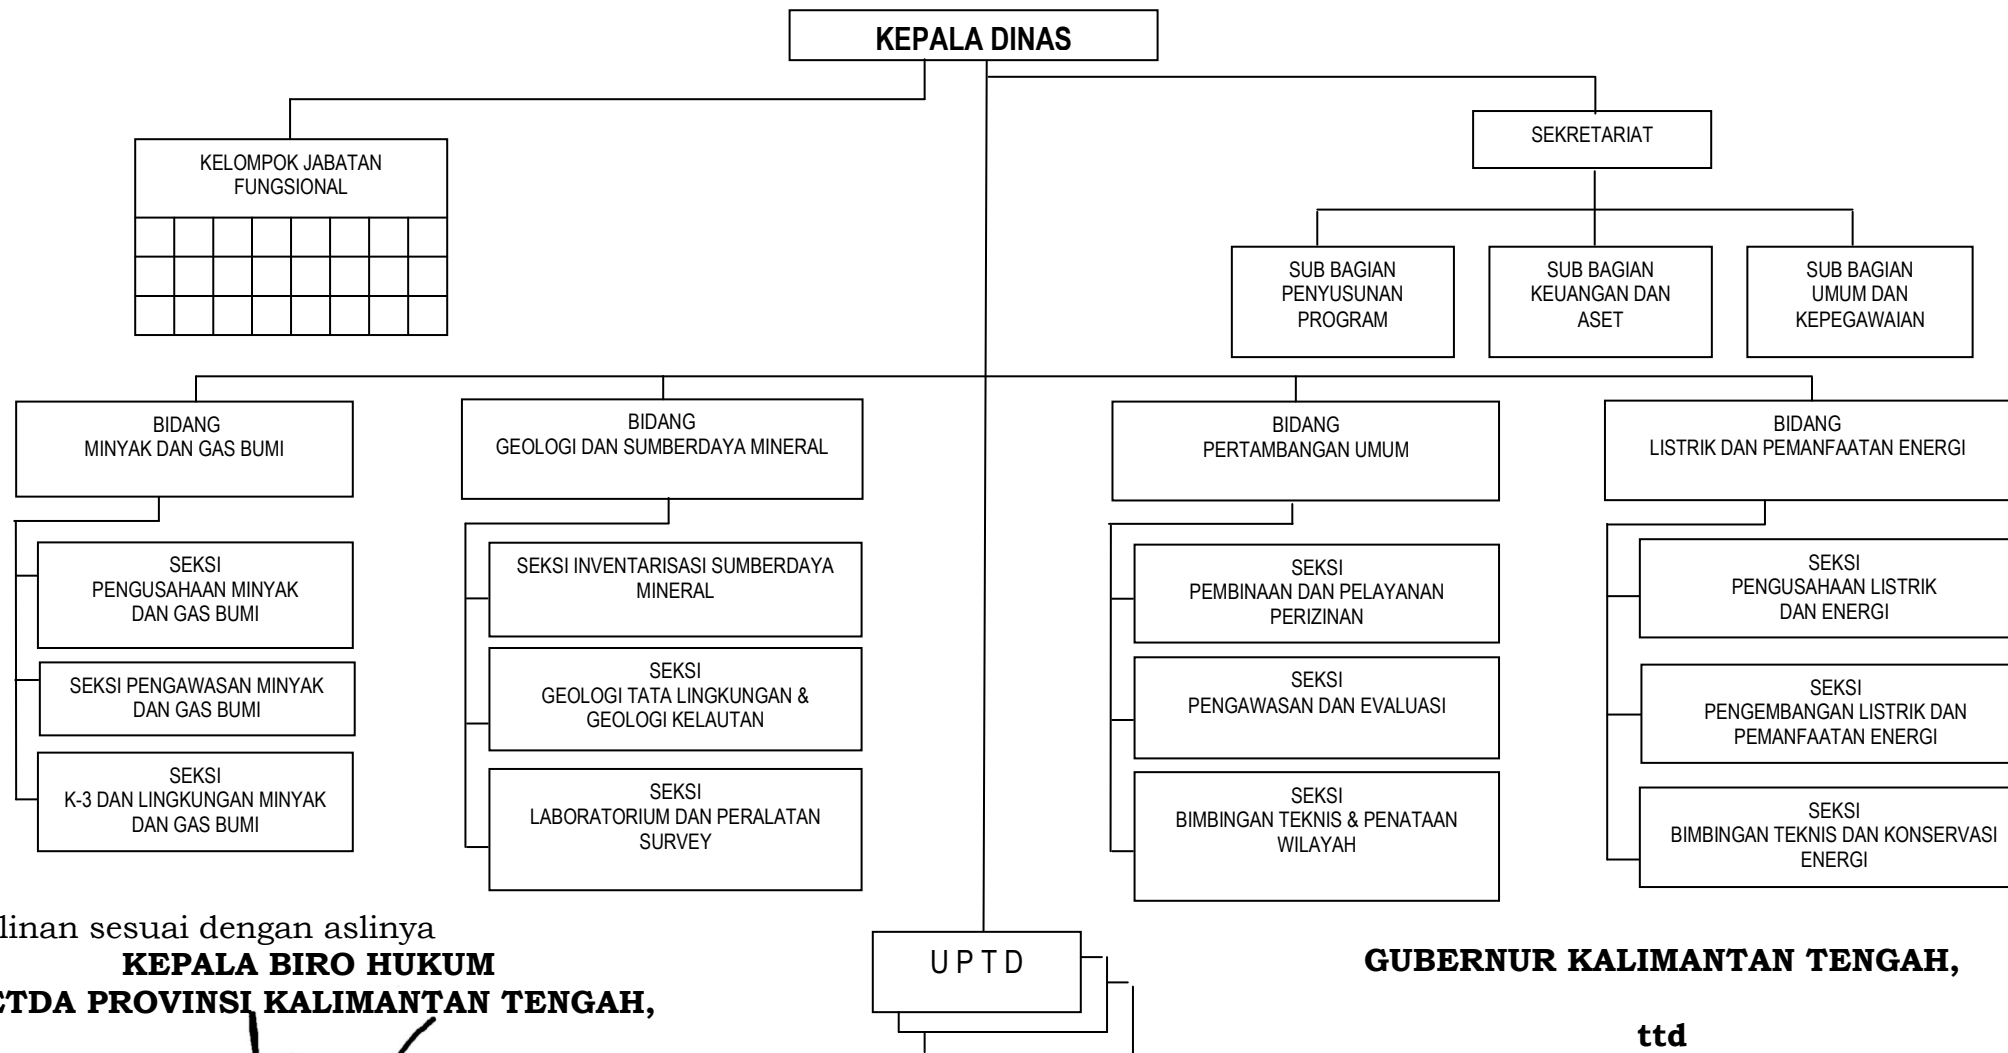 KEPALA DINAS
KELOMPOK JABATAN
FUNGSIONAL
SEKRETARIAT
SUB BAGIAN
PENYUSUNAN
PROGRAM
SUB BAGIAN
KEUANGAN DAN
ASET
SUB BAGIAN
UMUM DAN
KEPEGAWAIAN
BIDANG
MINYAK DAN GAS BUMI
SEKSI
PENGUSAHAAN MINYAK
DAN GAS BUMI
SEKSI PENGAWASAN MINYAK
DAN GAS BUMI
SEKSI
K-3 DAN LINGKUNGAN MINYAK
DAN GAS BUMI
BIDANG
GEOLOGI DAN SUMBERDAYA MINERAL
SEKSI INVENTARISASI SUMBERDAYA
MINERAL
SEKSI
GEOLOGI TATA LINGKUNGAN &
GEOLOGI KELAUTAN
SEKSI
LABORATORIUM DAN PERALATAN
SURVEY
BIDANG
PERTAMBANGAN UMUM
SEKSI
PEMBINAAN DAN PELAYANAN
PERIZINAN
SEKSI
PENGAWASAN DAN EVALUASI
SEKSI
BIMBINGAN TEKNIS & PENATAAN
WILAYAH
BIDANG
LISTRIK DAN PEMANFAATAN ENERGI
SEKSI
PENGUSAHAAN LISTRIK
DAN ENERGI
SEKSI
PENGEMBANGAN LISTRIK DAN
PEMANFAATAN ENERGI
SEKSI
BIMBINGAN TEKNIS DAN KONSERVASI
ENERGI
U P T D
linan sesuai dengan aslinya
KEPALA BIRO HUKUM
ETDA PROVINSI KALIMANTAN TENGAH,
GUBERNUR KALIMANTAN TENGAH,
ttd